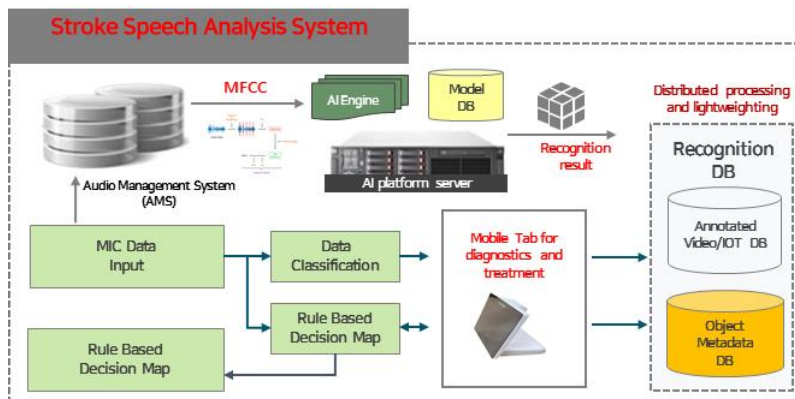 Stroke Speech Analysis System
MFCC
AI Engine
Model
DB
Distributed processing
and lightweighting
Recognition
result
Audio Management System
(AMS)
AI platform server
Recognition
DB
Annotated
Video/IOT DB
MIC Data
Input
Data
Classification
Mobile Tab for
diagnostics and
treatment
Rule Based
Decision Map
Rule Based
Decision Map
Object
Metadata
DB